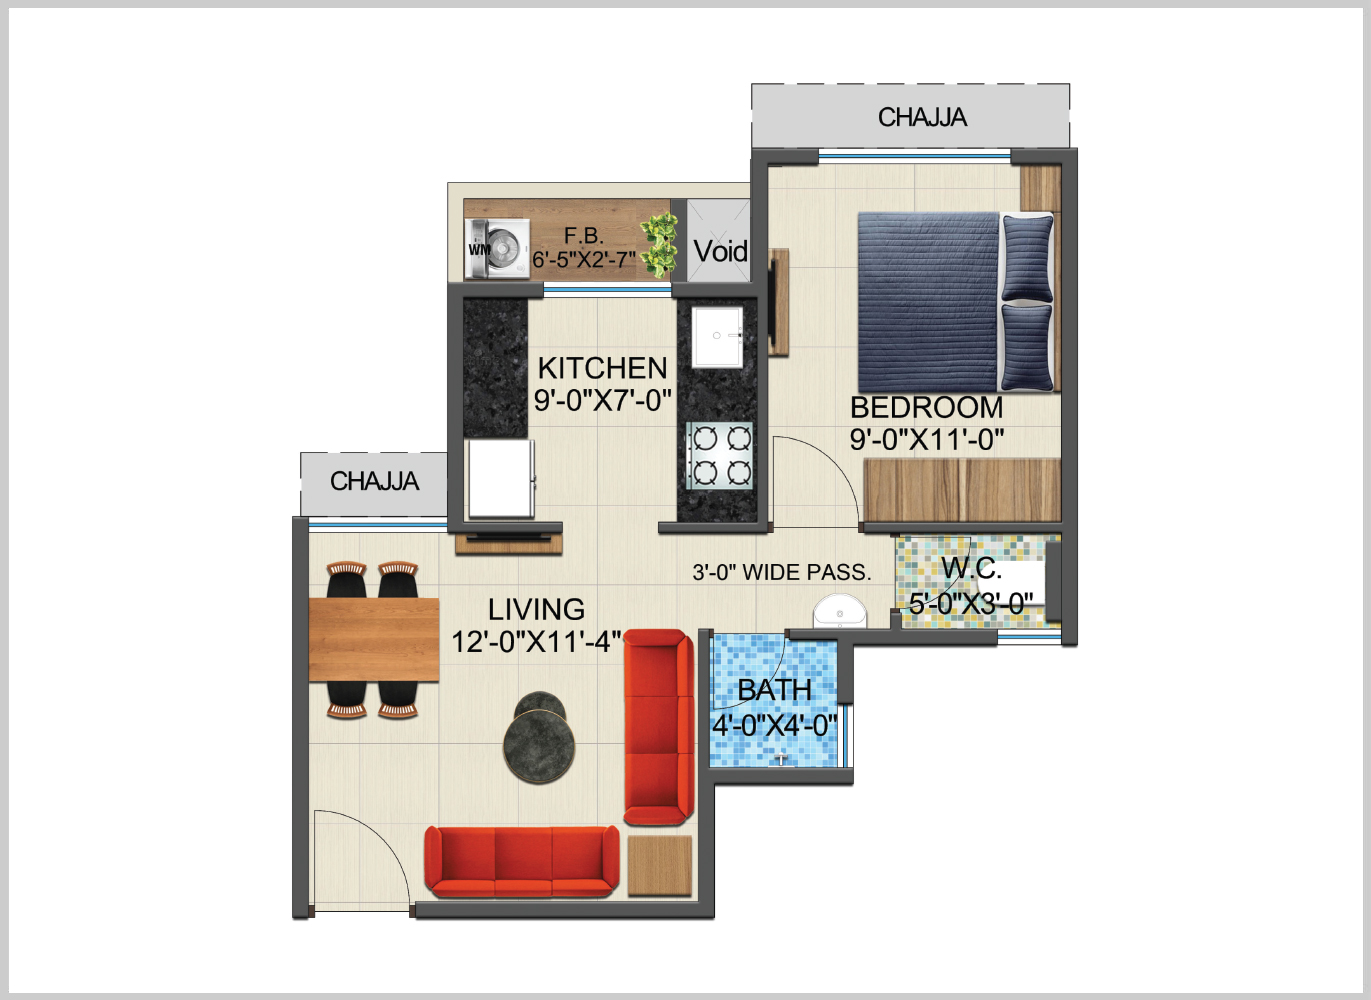 CHAJJA
F.B.
6'-5"X2'-7"
WM
Void
KITCHEN
9'-0"X7'-0"
BEDROOM
9'-0"X11'-0"
CHAJJA
3'-0" WIDE PASS.
W.C.
5'-0"X3'-0"
LIVING
12'-0"X11'-4"
BATH
4'-0"X4'-0"